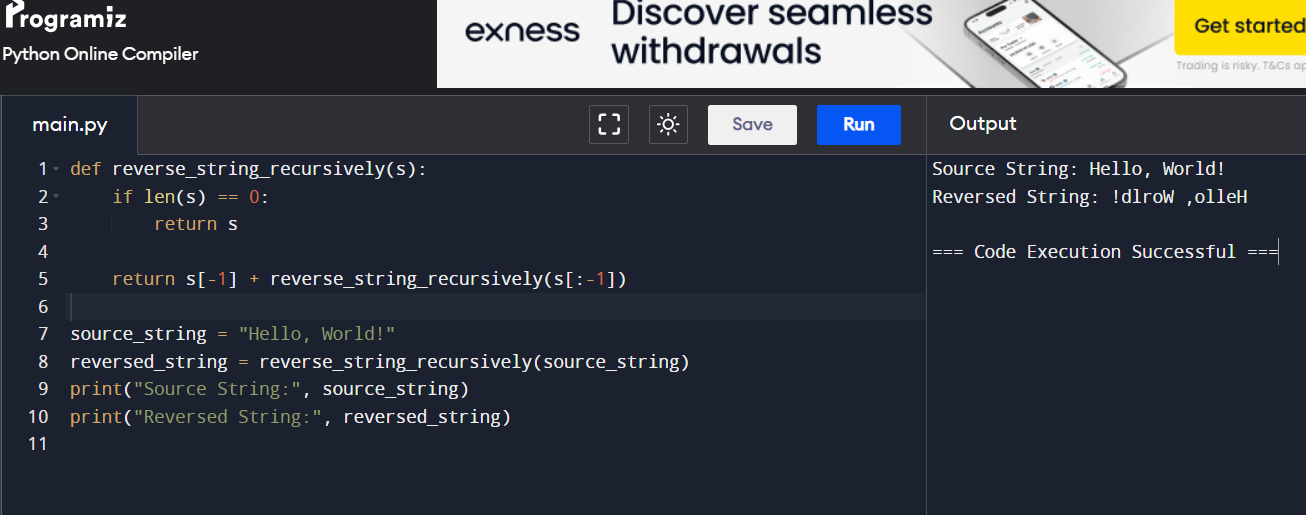 Programiz
Python Online Compiler
exness
Discover seamless
withdrawals
Get started
Trading is risky. T&Cs ap
main.py
Save
Run
Output
1 def reverse_string_recursively(s):
2     if len(s) == 0:
3         return s
4
5     return s[-1] + reverse_string_recursively(s[:-1])
6
7 source_string = "Hello, World!"
8 reversed_string = reverse_string_recursively(source_string)
9 print("Source String:", source_string)
10 print("Reversed String:", reversed_string)
11
Source String: Hello, World!
Reversed String: !dlroW ,olleH
=== Code Execution Successful ===